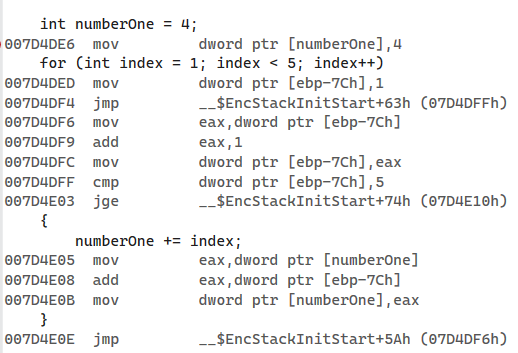 int numberOne = 4;
007D4DE6  mov         dword ptr [numberOne],4
for (int index = 1; index < 5; index++)
007D4DED  mov         dword ptr [ebp-7Ch],1
007D4DF4  jmp         __$EncStackInitStart+63h (07D4DFFh)
007D4DF6  mov         eax,dword ptr [ebp-7Ch]
007D4DF9  add         eax,1
007D4DFC  mov         dword ptr [ebp-7Ch],eax
007D4DFF  cmp         dword ptr [ebp-7Ch],5
007D4E03  jge         __$EncStackInitStart+74h (07D4E10h)
{
numberOne += index;
007D4E05  mov         eax,dword ptr [numberOne]
007D4E08  add         eax,dword ptr [ebp-7Ch]
007D4E0B  mov         dword ptr [numberOne],eax
}
007D4E0E  jmp         __$EncStackInitStart+5Ah (07D4DF6h)